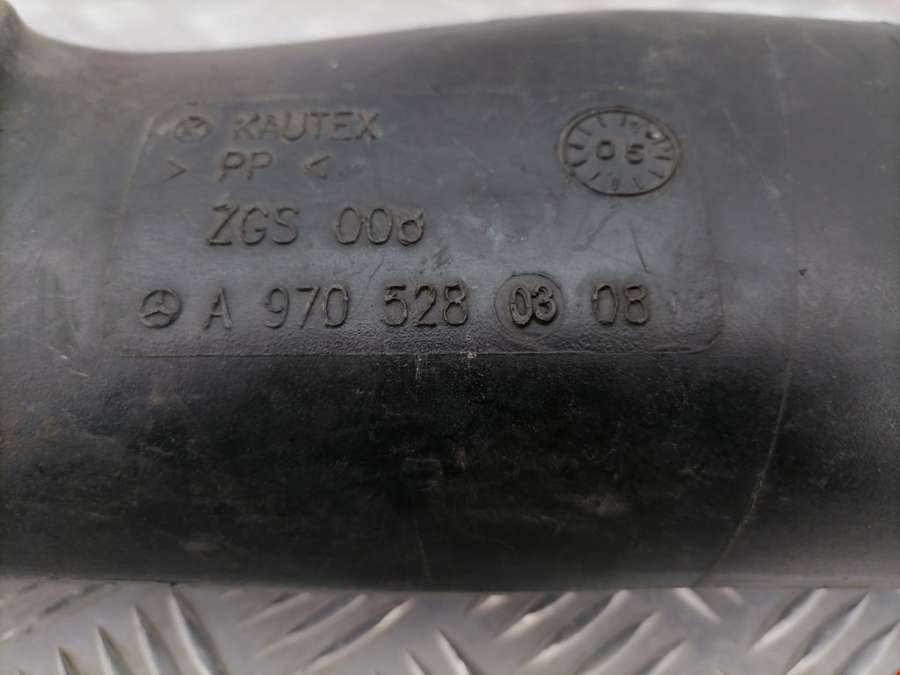 KAUTEX
05
> PP <
ZGS 008
A 970 528 03 08